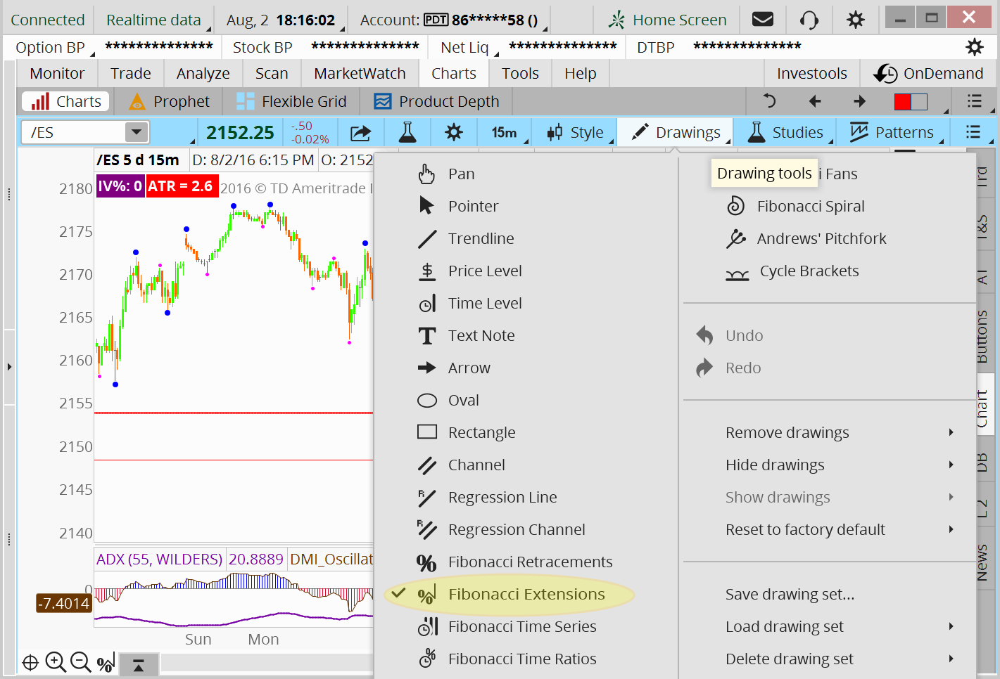 Connected Realtime data Aug, 2 18:16:02 Account: PDT 86*****58 () Home Screen
Option BP ************** Stock BP ************** Net Liq ************** DTBP **************
Monitor Trade Analyze Scan MarketWatch Charts Tools Help Investools OnDemand
Charts Prophet Flexible Grid Product Depth
/ES 2152.25 -.50 -0.02% 15m Style Drawings Studies Patterns
/ES 5 d 15m D: 8/2/16 6:15 PM O: 2152
IV%: 0 ATR = 2.6 2016 © TD Ameritrade I
2180
2175
2170
2165
2160
2155
2150
2145
2140
ADX (55, WILDERS) 20.8889 DMI_Oscillat
0
-7.4014
Sun Mon
Pan
Pointer
Trendline
Price Level
Time Level
Text Note
Arrow
Oval
Rectangle
Channel
Regression Line
Regression Channel
Fibonacci Retracements
Fibonacci Extensions
Fibonacci Time Series
Fibonacci Time Ratios
Drawing tools
i Fans
Fibonacci Spiral
Andrews' Pitchfork
Cycle Brackets
Undo
Redo
Remove drawings
Hide drawings
Show drawings
Reset to factory default
Save drawing set...
Load drawing set
Delete drawing set
Trd
T&S
AT
Buttons
Chart
DB
L 2
News